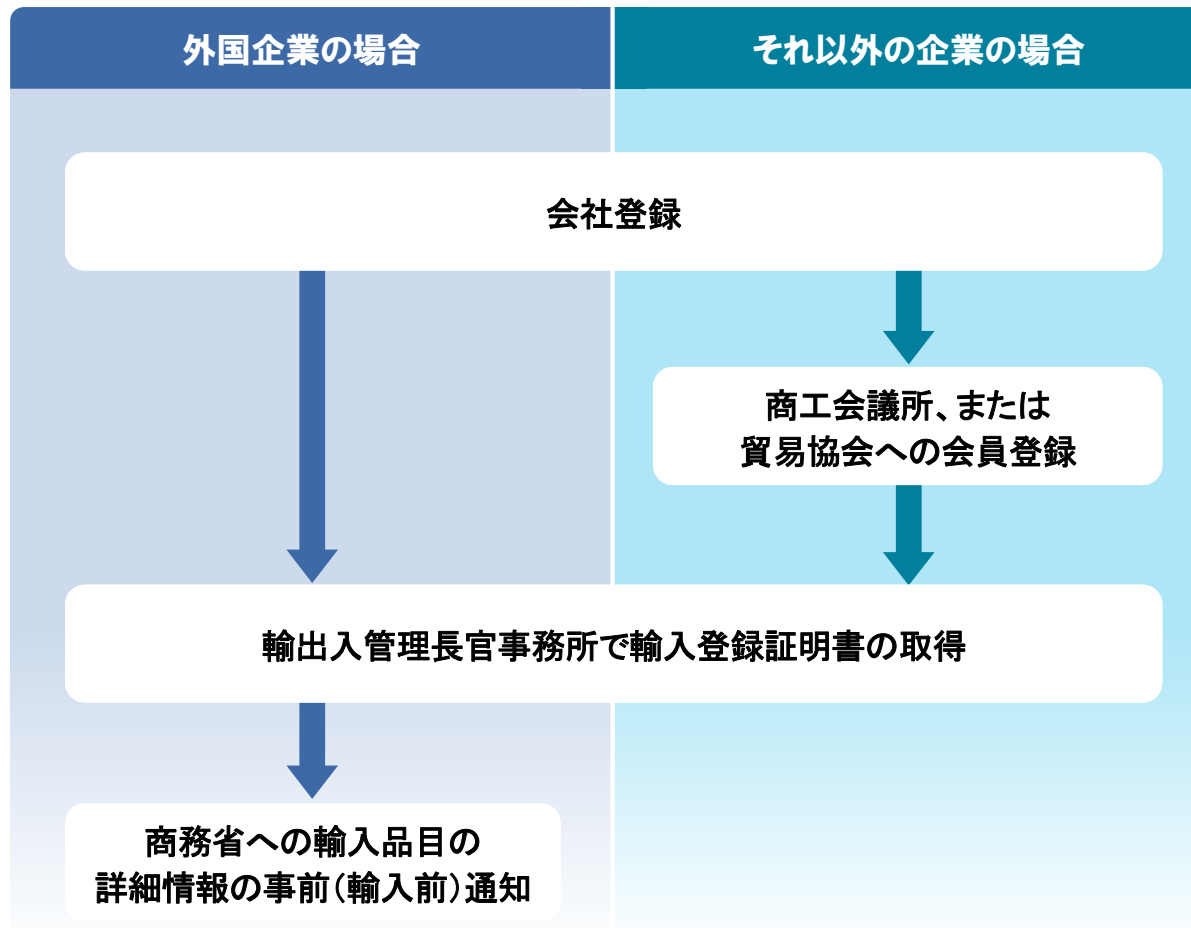 外国企業の場合
それ以外の企業の場合
会社登録
商工会議所、または
貿易協会への会員登録
輸出入管理長官事務所で輸入登録証明書の取得
商務省への輸入品目の
詳細情報の事前（輸入前）通知